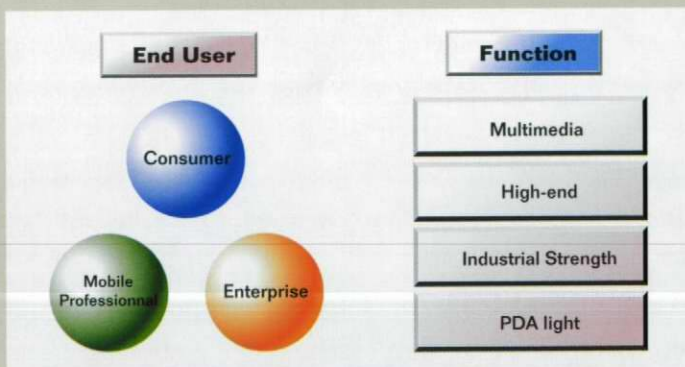 End User
Function
Consumer
Mobile
Professionnal
Enterprise
Multimedia
High-end
Industrial Strength
PDA light